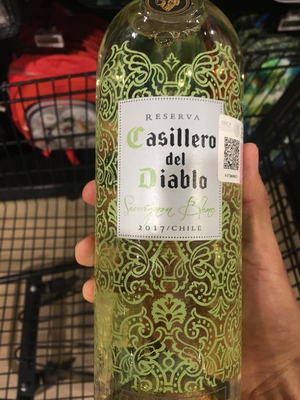 RESERVA
Casillero
del
Diablo
Sauvignon Blanc
2017/CHILE